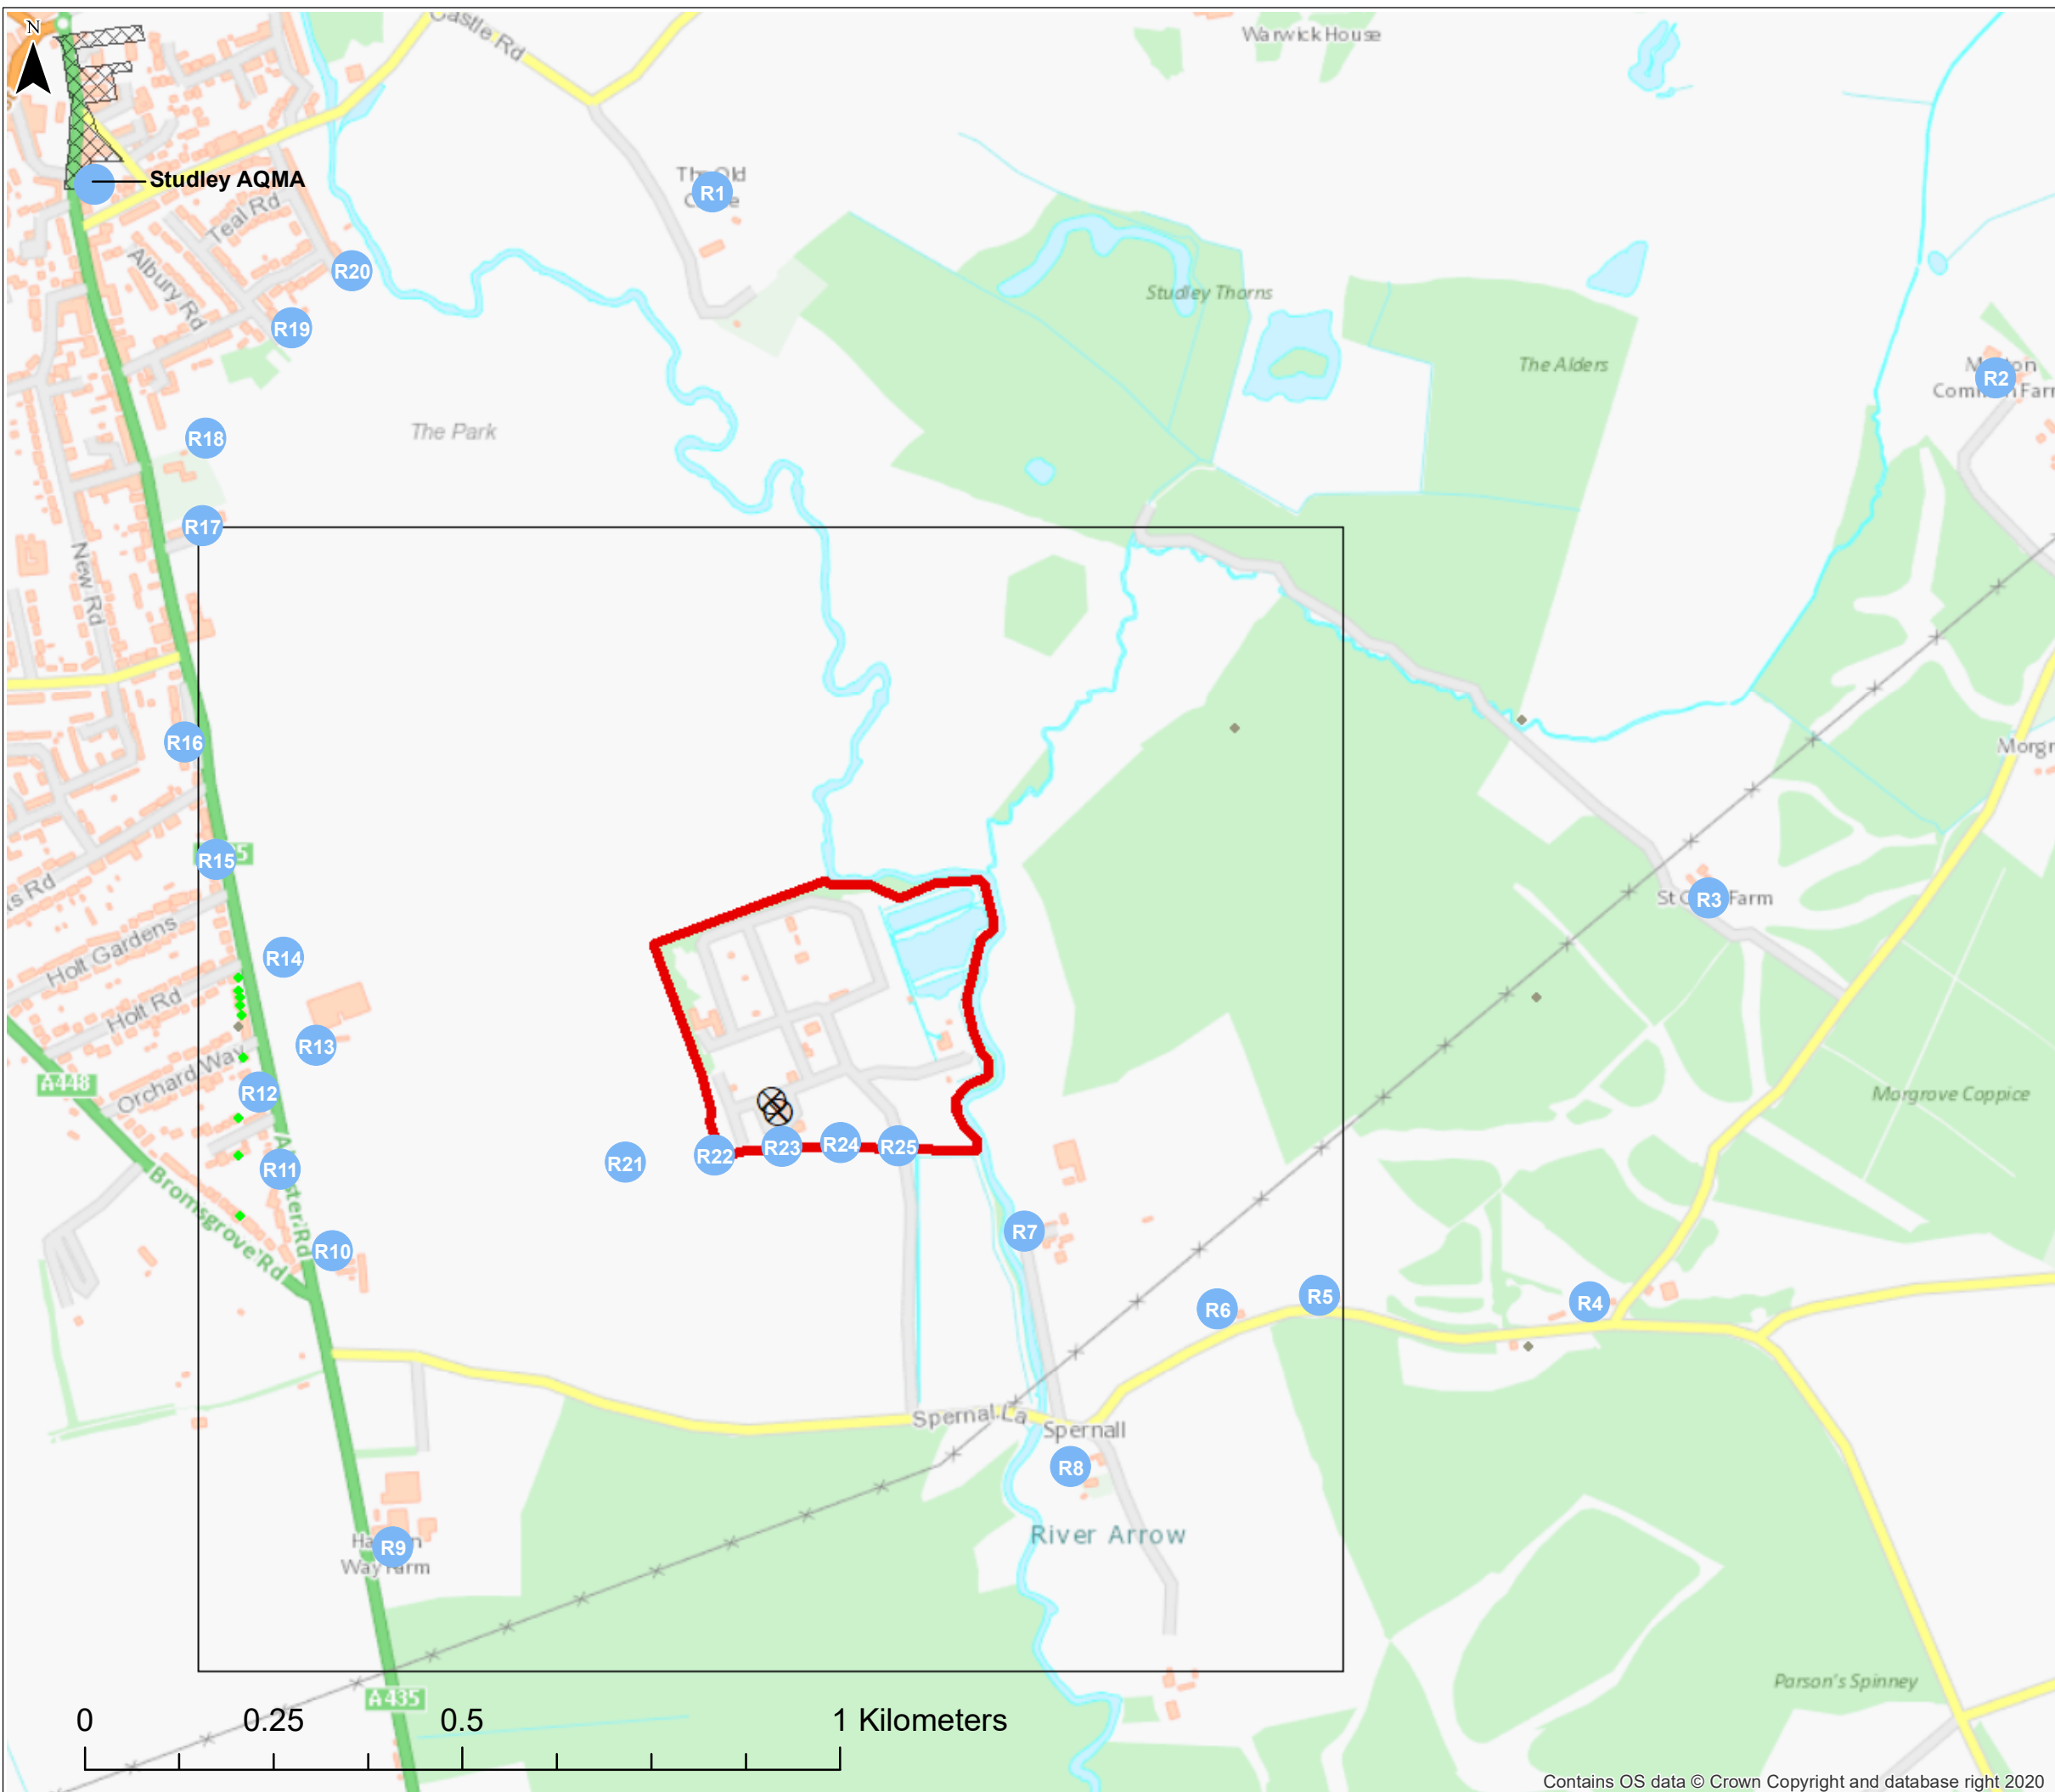 N
Castle Rd
Warwick House
Studley AQMA
R1
Teal Rd
Albury Rd
R20
R19
Studley Thorns
The Alders
R2
The Park
R18
R17
New Rd
R16
R15
R3
Farm
Holt Gardens
R14
Holt Rd
R13
Orchard Way
A448
R12
Morgrove Coppice
R11
R21
R22
R23
R24
R25
Bromsgrove Rd
R10
R7
R6
R5
R4
Spernal La
Spernall
R8
River Arrow
R9
Way Farm
Parson's Spinney
A 435
0
0.25
0.5
1 Kilometers
Contains OS data © Crown Copyright and database right 2020